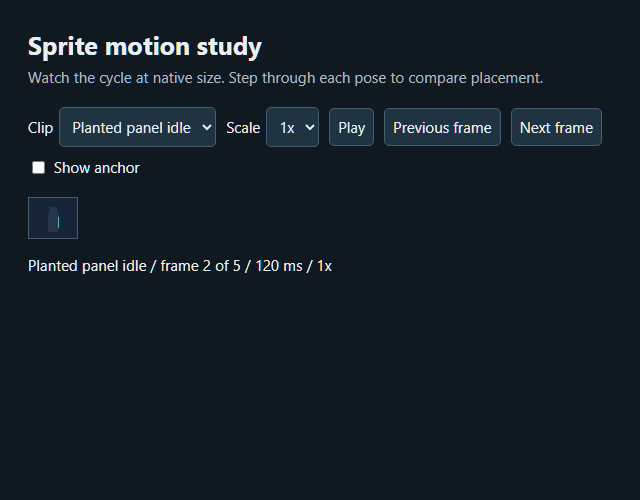 Sprite motion study
Watch the cycle at native size. Step through each pose to compare placement.
Clip Planted panel idle Scale 1x Play Previous frame Next frame
Show anchor
Planted panel idle / frame 2 of 5 / 120 ms / 1x